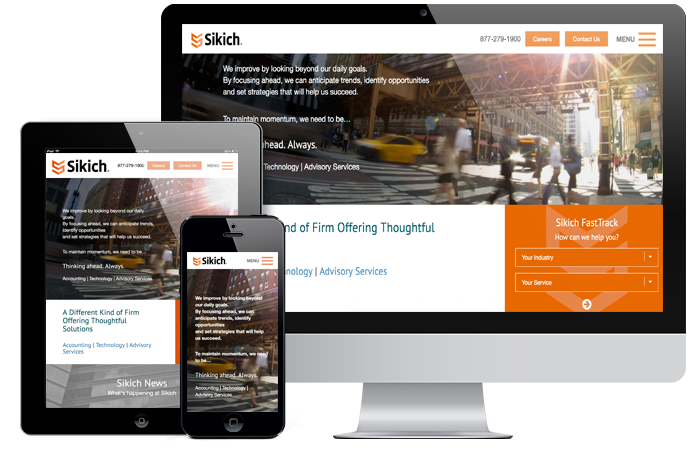 Sikich
877-279-1900
Careers
Contact Us
MENU
We improve by looking beyond our daily goals.
By focusing ahead, we can anticipate trends, identify opportunities
and set strategies that will help us succeed.
To maintain momentum, we need to be...
ahead. Always.
Technology | Advisory Services
nd of Firm Offering Thoughtful
nology | Advisory Services
Sikich FastTrack
How can we help you?
Your Industry
Your Service
iPad
Sikich
877-279-1900
Careers
Contact Us
MENU
We improve by looking beyond our daily
goals.
By focusing ahead, we can anticipate trends,
identify opportunities
and set strategies that will help us succeed.
To maintain momentum, we need to be...
Thinking ahead. Always.
Accounting | Technology | Advisory Services
A Different Kind of Firm
Offering Thoughtful
Solutions
Accounting | Technology | Advisory
Services
Sikich News
What's happening at Sikich
Sikich
MENU
We improve by looking beyond
our daily goals.
By focusing ahead, we can
anticipate trends, identify
opportunities
and set strategies that will help
us succeed.
To maintain momentum, we need
to be...
Thinking ahead. Always.
Accounting | Technology |
Advisory Services